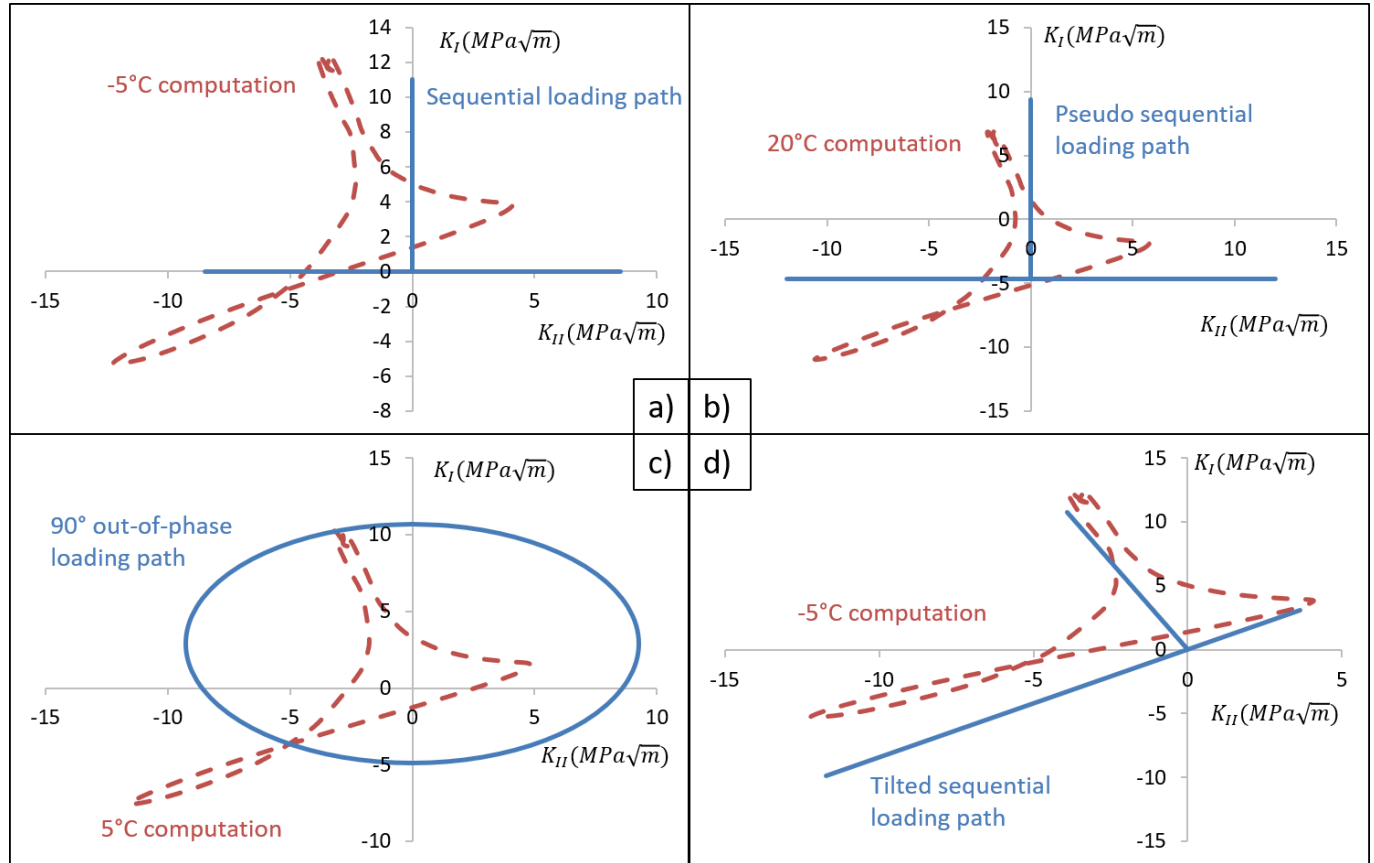 14
12
10
8
6
4
2
0
-2
-4
-6
-8
-15
-10
-5
0
5
10
K_I(MPa√m)
-5°C computation
Sequential loading path
K_II(MPa√m)
a)
15
10
5
0
-5
-10
-15
-10
-5
0
5
10
15
-15
K_I(MPa√m)
Pseudo sequential
loading path
20°C computation
K_II(MPa√m)
b)
c)
15
10
5
0
-5
-10
-15
-10
-5
0
5
10
K_I(MPa√m)
90° out-of-phase
loading path
K_II(MPa√m)
5°C computation
d)
15
10
5
0
-5
-10
-15
-15
-10
-5
0
5
K_I(MPa√m)
-5°C computation
K_II(MPa√m)
Tilted sequential
loading path